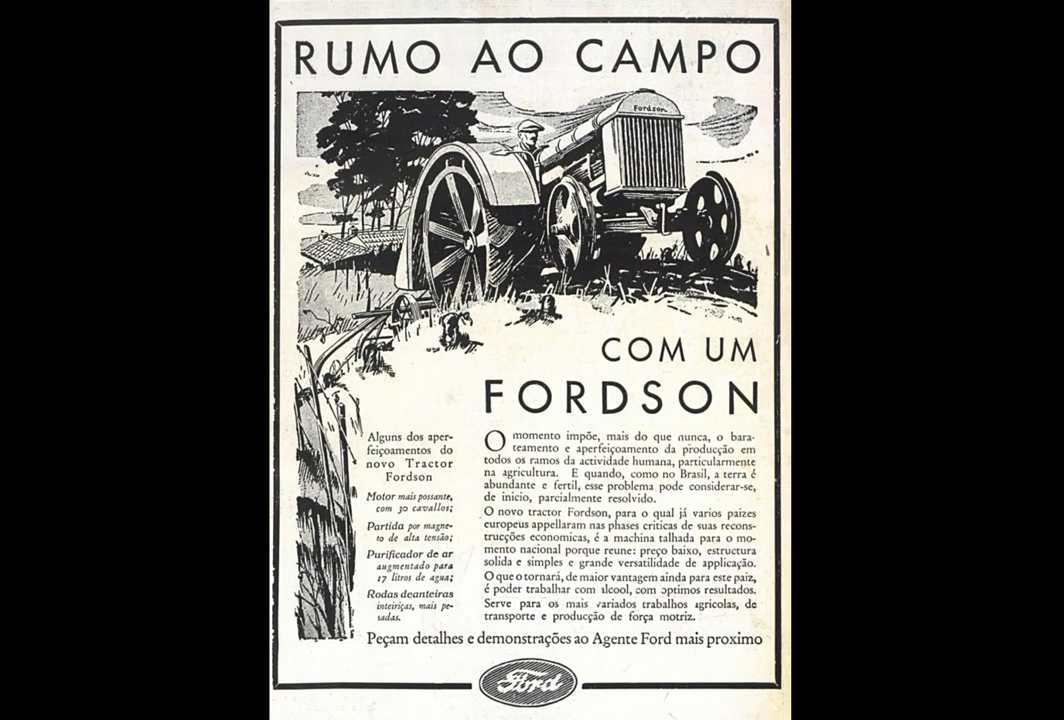 RUMO AO CAMPO
Fordson
COM UM
FORDSON
Alguns dos aper-
feiçoamentos do
novo Tractor
Fordson
Motor mais possante,
com 30 cavallos;
Partida por magne-
to de alta tensão;
Purificador de ar
augmentado para
17 litros de agua;
Rodas deanteiras
inteiriças, mais pe-
sadas.
O momento impõe, mais do que nunca, o bara-
teamento e aperfeiçoamento da producção em
todos os ramos da actividade humana, particularmente
na agricultura. E quando, como no Brasil, a terra é
abundante e fertil, esse problema pode considerar-se,
de inicio, parcialmente resolvido.
O novo tractor Fordson, para o qual já varios paizes
europeus appellaram nas phases criticas de suas recons-
trucções economicas, é a machina talhada para o mo-
mento nacional porque reune: preço baixo, estructura
solida e simples e grande versatilidade de applicação.
O que o tornará, de maior vantagem ainda para este paiz,
é poder trabalhar com alcool, com optimos resultados.
Serve para os mais variados trabalhos agricolas, de
transporte e producção de força motriz.
Peçam detalhes e demonstrações ao Agente Ford mais proximo
Ford